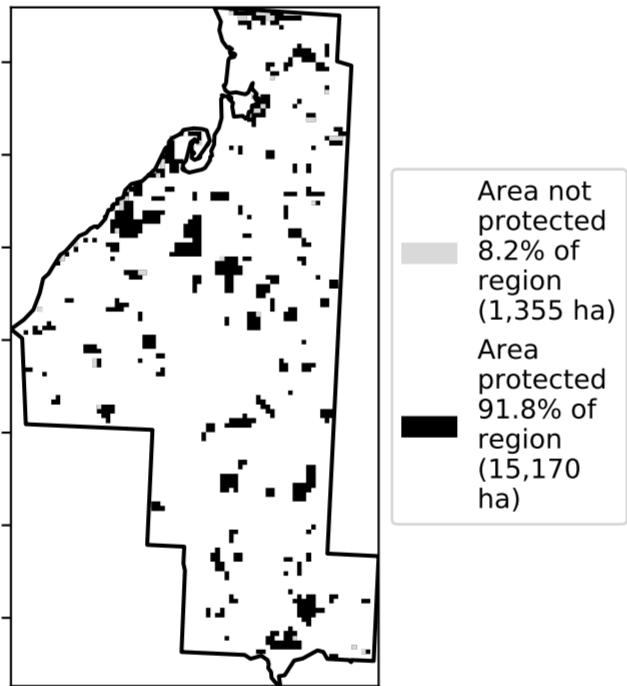 Area not
protected
8.2% of
region
(1,355 ha)
Area
protected
91.8% of
region
(15,170
ha)